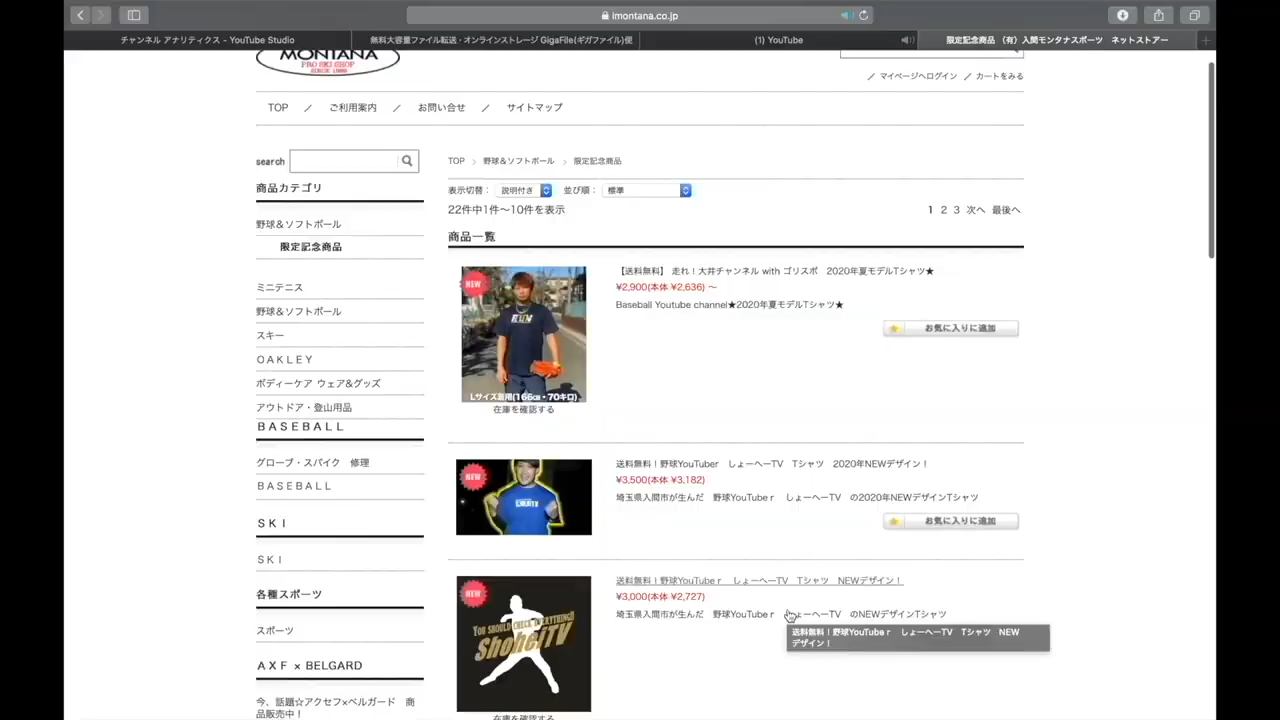 imontana.co.jp
チャンネル アナリティクス - YouTube Studio
無料大容量ファイル転送・オンラインストレージ GigaFile(ギガファイル)便
(1) YouTube
限定記念商品 （有）入間モンタナスポーツ ネットストアー
MONTANA
PRO SKI SHOP
／ マイページへログイン ／ カートをみる
TOP ／ ご利用案内 ／ お問い合せ ／ サイトマップ
search
商品カテゴリ
野球＆ソフトボール
限定記念商品
ミニテニス
野球＆ソフトボール
スキー
ＯＡＫＬＥＹ
ボディーケア ウェア&グッズ
アウトドア・登山用品
ＢＡＳＥＢＡＬＬ
グローブ・スパイク 修理
ＢＡＳＥＢＡＬＬ
ＳＫＩ
ＳＫＩ
各種スポーツ
スポーツ
ＡＸＦ × BELGARD
今、話題☆アクセフ×ベルガード 商
品販売中！
TOP > 野球＆ソフトボール > 限定記念商品
表示切替： 説明付き 並び順： 標準
22件中1件〜10件を表示
1 2 3 次へ 最後へ
商品一覧
NEW
RUN
Lサイズ着用(166㎝・70キロ)
在庫を確認する
【送料無料】 走れ！大井チャンネル with ゴリスポ 2020年夏モデルTシャツ★
¥2,900(本体 ¥2,636) 〜
Baseball Youtube channel★2020年夏モデルTシャツ★
お気に入りに追加
NEW
送料無料！野球YouTuber しょーへーTV Tシャツ 2020年NEWデザイン！
¥3,500(本体 ¥3,182)
埼玉県入間市が生んだ 野球YouTubeｒ しょーへーTV の2020年NEWデザインTシャツ
お気に入りに追加
NEW
YOU SHOULD CHECK EVERYTHING!!
ShoheiTV
在庫を確認する
送料無料！野球YouTubeｒ しょーへーTV Tシャツ NEWデザイン！
¥3,000(本体 ¥2,727)
埼玉県入間市が生んだ 野球YouTubeｒ しょーへーTV のNEWデザインTシャツ
送料無料！野球YouTubeｒ しょーへーTV Tシャツ NEW
デザイン！